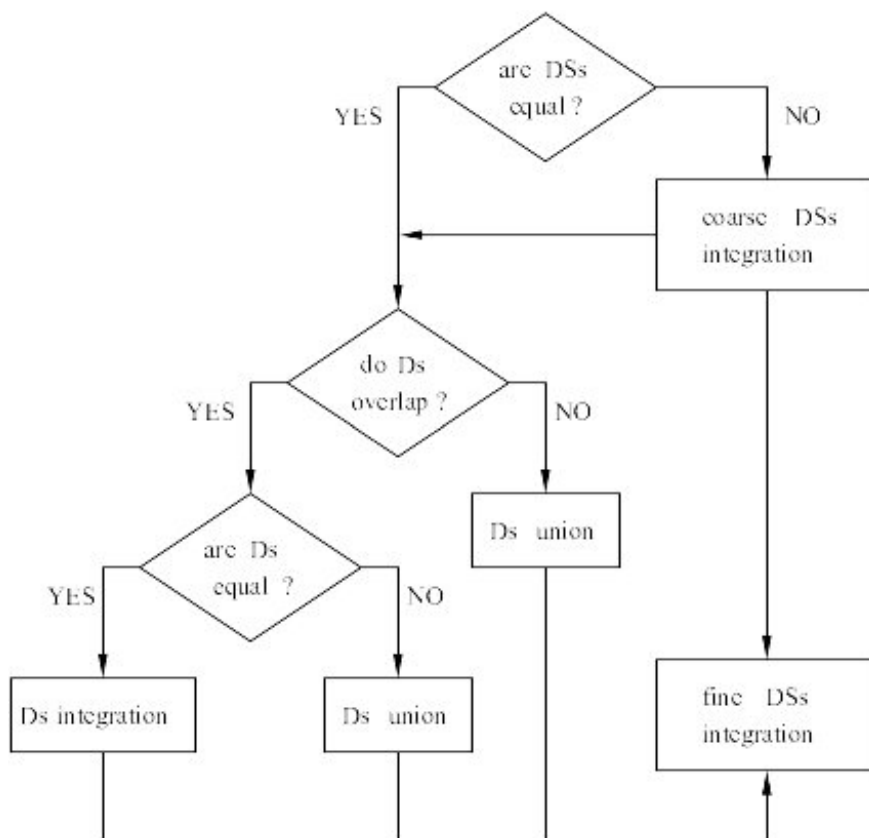 are DSs
equal ?
YES
NO
coarse DSs
integration
do Ds
overlap ?
YES
NO
Ds union
are Ds
equal ?
YES
NO
Ds integration
Ds union
fine DSs
integration